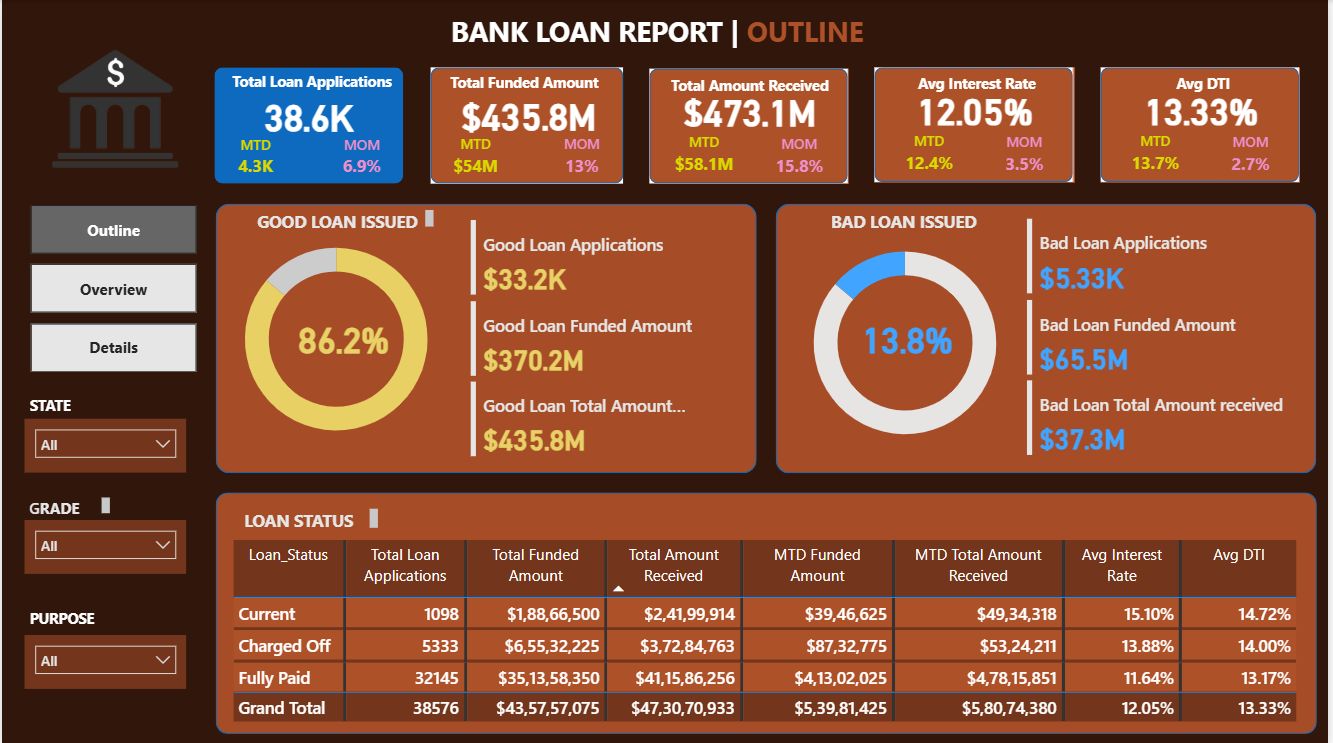 BANK LOAN REPORT | OUTLINE
$
Total Loan Applications
38.6K
MTD MOM
4.3K 6.9%
Total Funded Amount
$435.8M
MTD MOM
$54M 13%
Total Amount Received
$473.1M
MTD MOM
$58.1M 15.8%
Avg Interest Rate
12.05%
MTD MOM
12.4% 3.5%
Avg DTI
13.33%
MTD MOM
13.7% 2.7%
Outline
Overview
Details
STATE
All
GRADE
All
PURPOSE
All
GOOD LOAN ISSUED
86.2%
Good Loan Applications
$33.2K
Good Loan Funded Amount
$370.2M
Good Loan Total Amount...
$435.8M
BAD LOAN ISSUED
13.8%
Bad Loan Applications
$5.33K
Bad Loan Funded Amount
$65.5M
Bad Loan Total Amount received
$37.3M
LOAN STATUS
Loan_Status Total Loan Total Funded Total Amount MTD Funded MTD Total Amount Avg Interest Avg DTI
Applications Amount Received Amount Received Rate
Current 1098 $1,88,66,500 $2,41,99,914 $39,46,625 $49,34,318 15.10% 14.72%
Charged Off 5333 $6,55,32,225 $3,72,84,763 $87,32,775 $53,24,211 13.88% 14.00%
Fully Paid 32145 $35,13,58,350 $41,15,86,256 $4,13,02,025 $4,78,15,851 11.64% 13.17%
Grand Total 38576 $43,57,57,075 $47,30,70,933 $5,39,81,425 $5,80,74,380 12.05% 13.33%